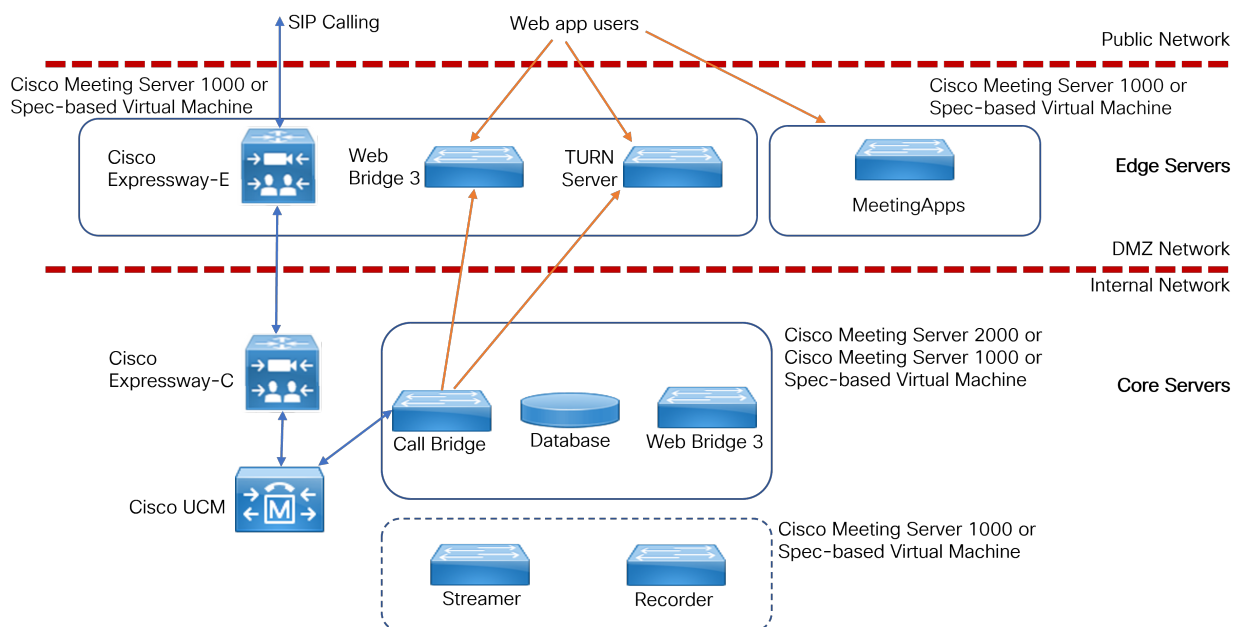 SIP Calling
Web app users
Public Network
Cisco Meeting Server 1000 or
Spec-based Virtual Machine
Cisco Meeting Server 1000 or
Spec-based Virtual Machine
Cisco
Expressway-E
Web
Bridge 3
TURN
Server
MeetingApps
Edge Servers
DMZ Network
Internal Network
Cisco
Expressway-C
Call Bridge
Database
Web Bridge 3
Cisco Meeting Server 2000 or
Cisco Meeting Server 1000 or
Spec-based Virtual Machine
Core Servers
Cisco UCM
M
Cisco Meeting Server 1000 or
Spec-based Virtual Machine
Streamer
Recorder